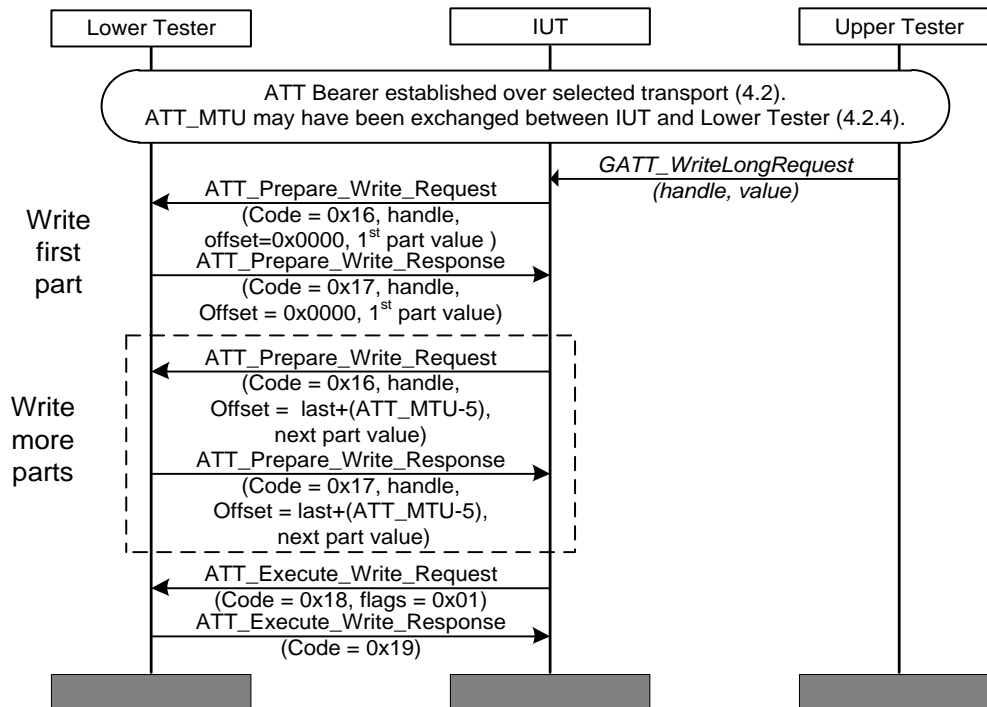 Lower Tester
IUT
Upper Tester
ATT Bearer established over selected transport (4.2).
ATT_MTU may have been exchanged between IUT and Lower Tester (4.2.4).
GATT_WriteLongRequest
(handle, value)
Write
first
part
ATT_Prepare_Write_Request
(Code = 0x16, handle,
offset=0x0000, 1st part value )
ATT_Prepare_Write_Response
(Code = 0x17, handle,
Offset = 0x0000, 1st part value)
Write
more
parts
ATT_Prepare_Write_Request
(Code = 0x16, handle,
Offset =  last+(ATT_MTU-5),
next part value)
ATT_Prepare_Write_Response
(Code = 0x17, handle,
Offset = last+(ATT_MTU-5),
next part value)
ATT_Execute_Write_Request
(Code = 0x18, flags = 0x01)
ATT_Execute_Write_Response
(Code = 0x19)